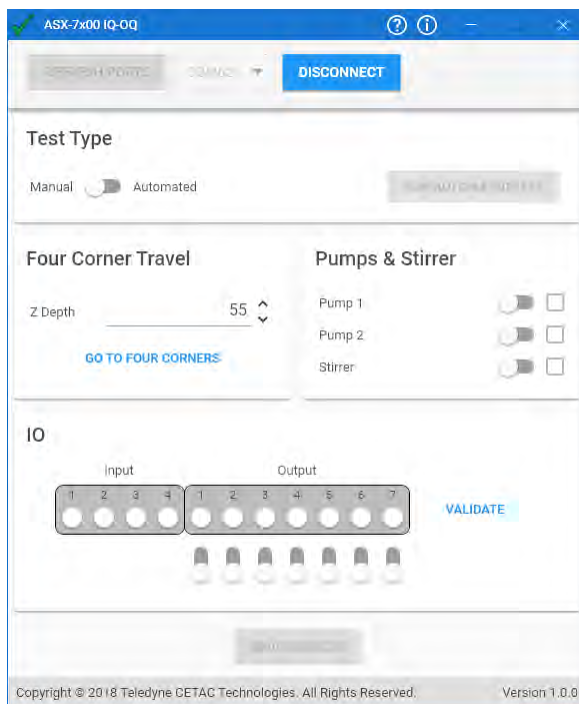 ASX-7x00 IQ-OQ
REFRESH PORTS
DISCONNECT
Test Type
Manual Automated
Four Corner Travel
Z Depth 55
GO TO FOUR CORNERS
Pumps & Stirrer
Pump 1
Pump 2
Stirrer
IO
Input Output
1 2 3 4 1 2 3 4 5 6 7
VALIDATE
Copyright © 2018 Teledyne CETAC Technologies. All Rights Reserved. Version 1.0.0